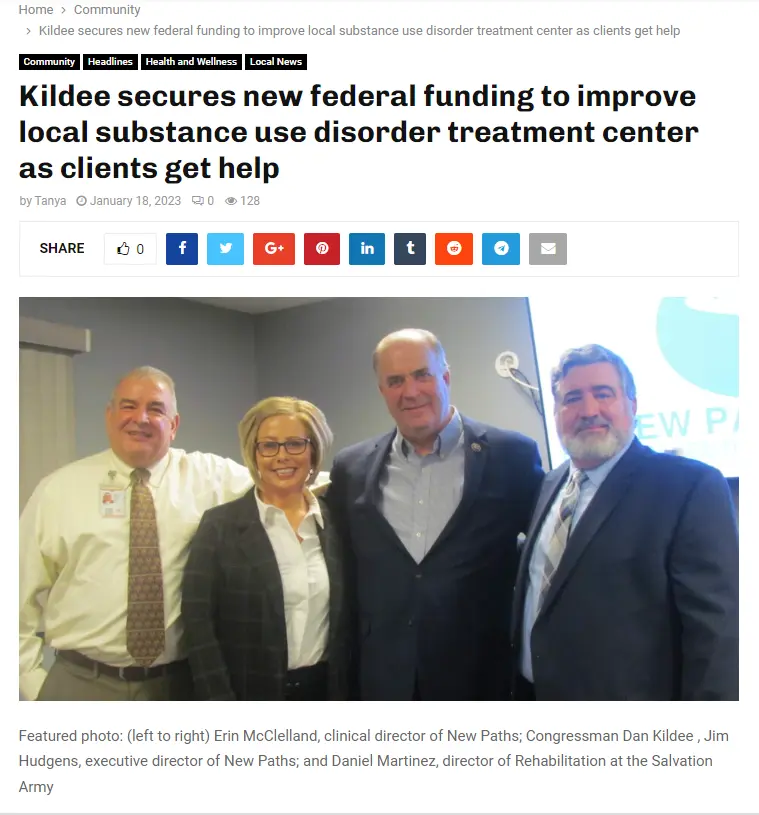 Home > Community
> Kildee secures new federal funding to improve local substance use disorder treatment center as clients get help
Community Headlines Health and Wellness Local News
Kildee secures new federal funding to improve
local substance use disorder treatment center
as clients get help
by Tanya January 18, 2023 0 128
SHARE 0 f G+ in t
EW PA
Featured photo: (left to right) Erin McClelland, clinical director of New Paths; Congressman Dan Kildee , Jim
Hudgens, executive director of New Paths; and Daniel Martinez, director of Rehabilitation at the Salvation
Army